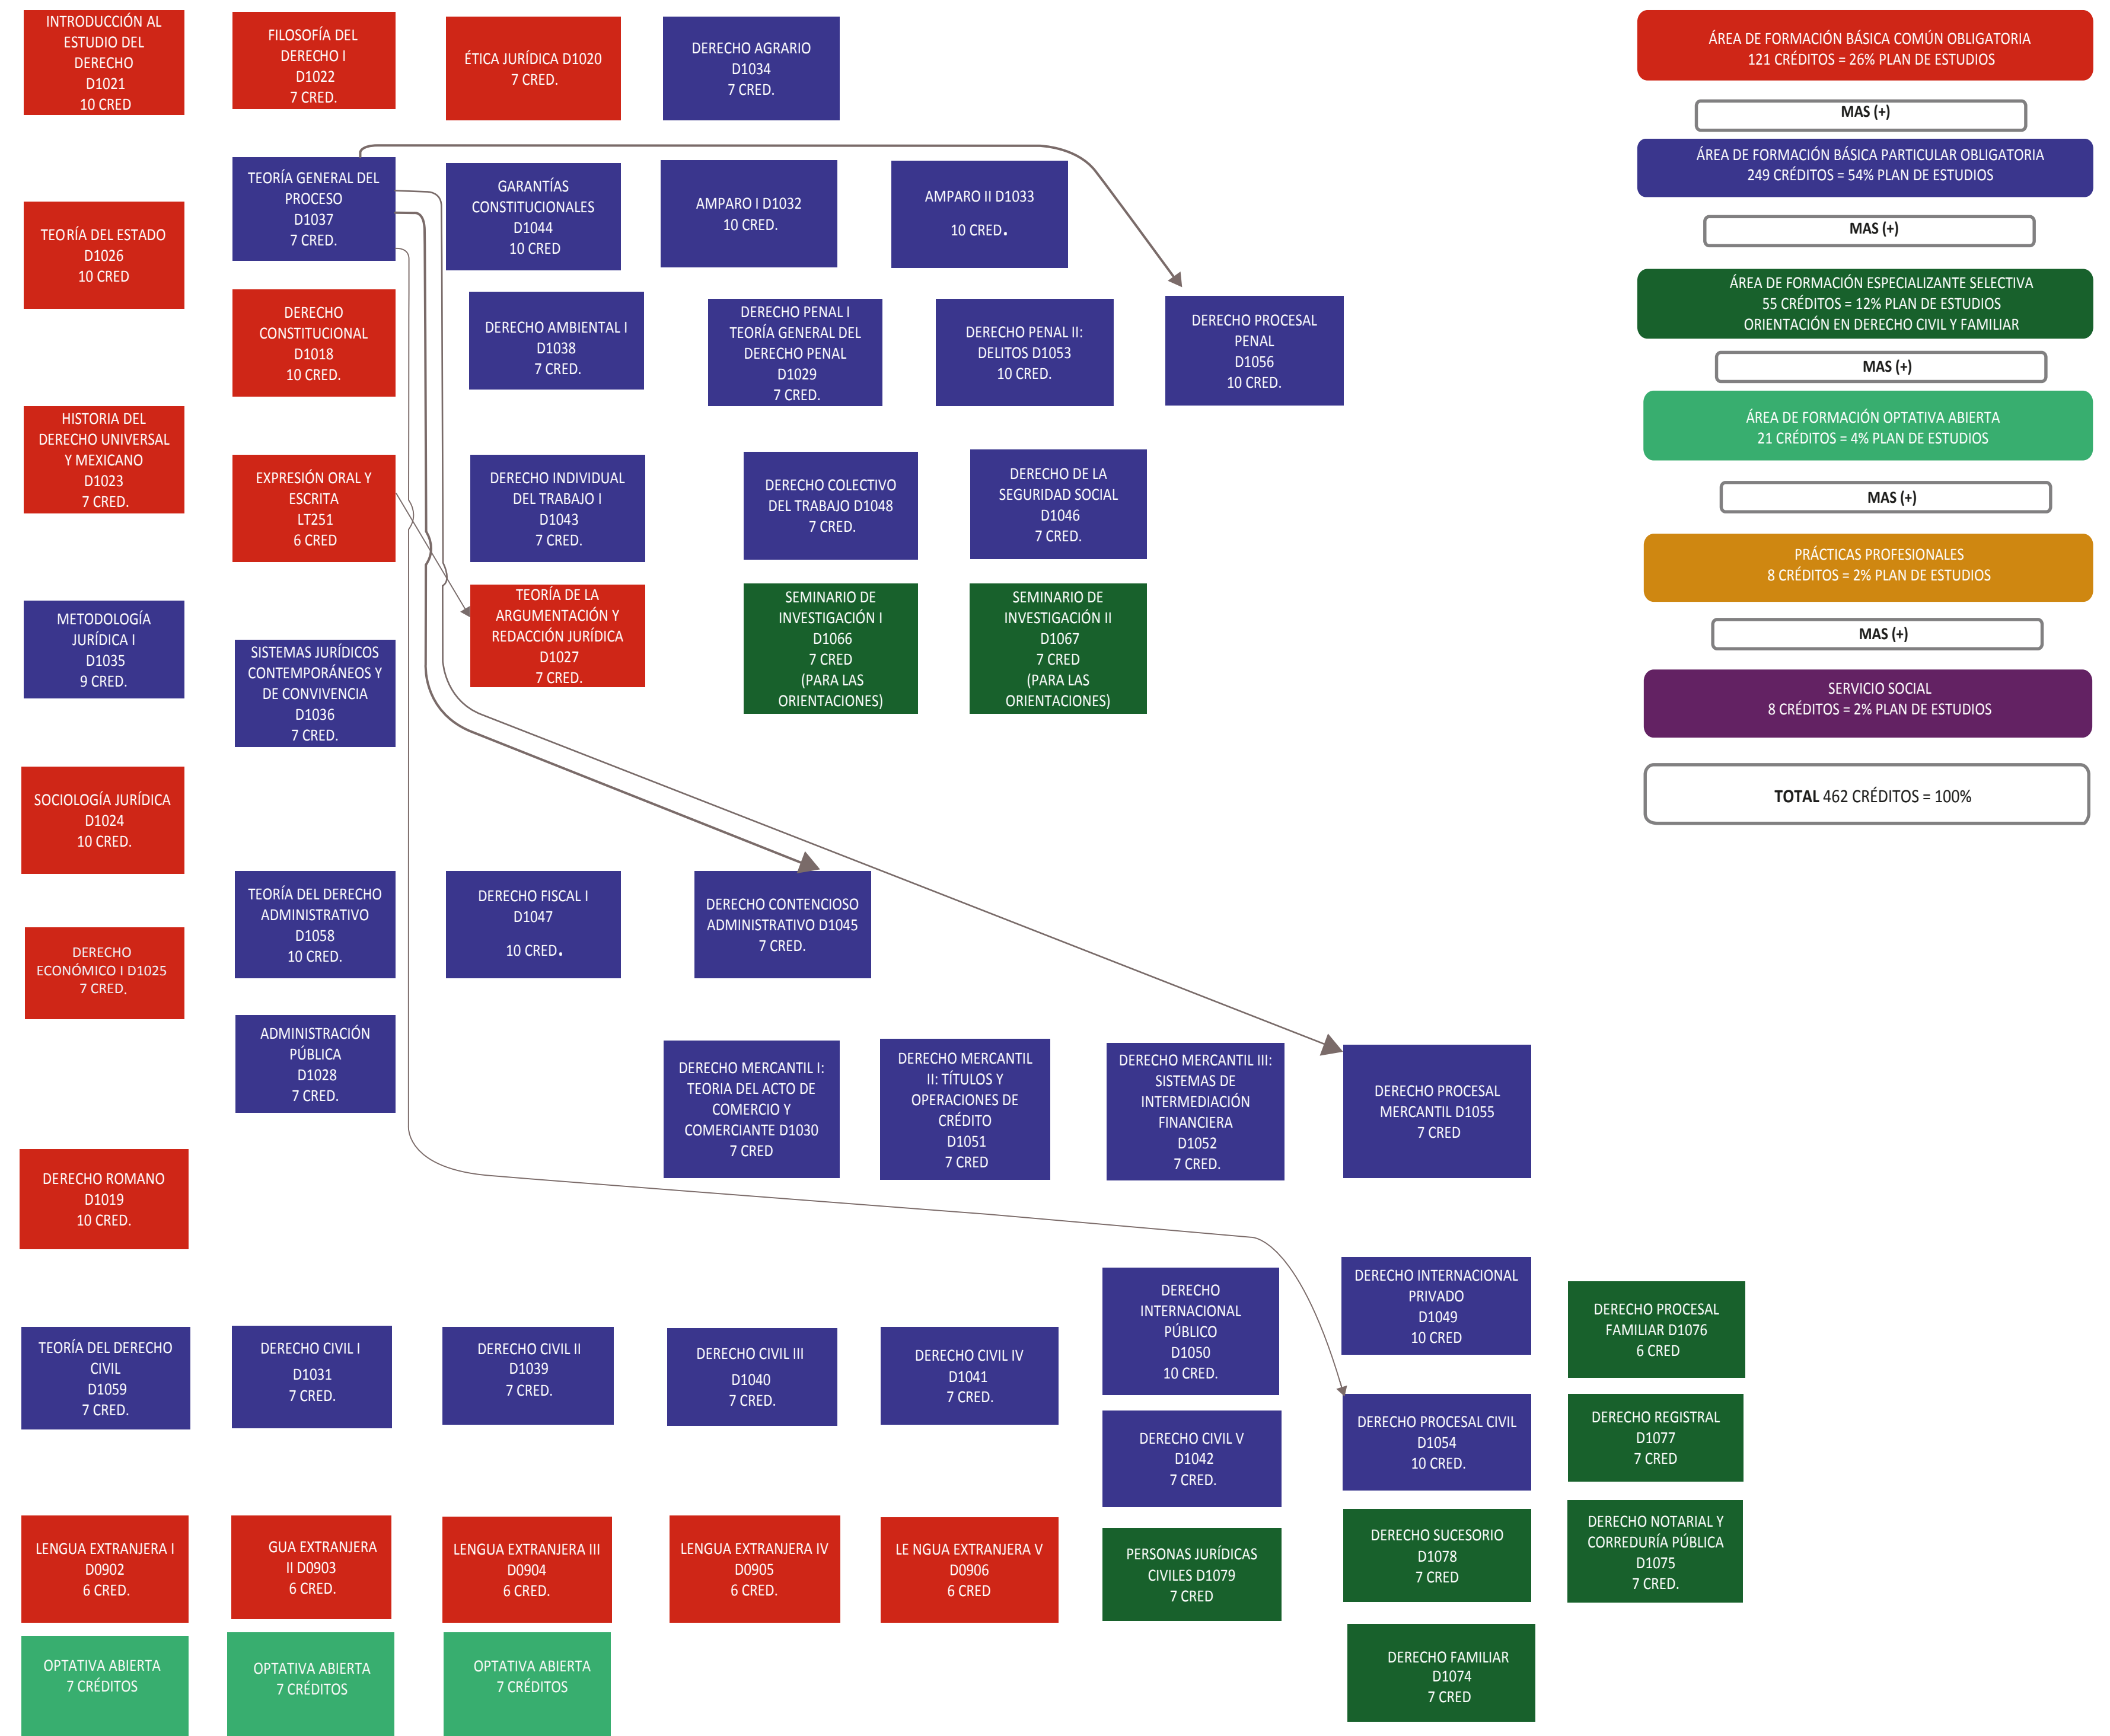 INTRODUCCIÓN AL
ESTUDIO DEL
DERECHO
D1021
10 CRED
FILOSOFÍA DEL
DERECHO I
D1022
7 CRED.
ÉTICA JURÍDICA D1020
7 CRED.
DERECHO AGRARIO
D1034
7 CRED.
TEORÍA GENERAL DEL
PROCESO
D1037
7 CRED.
GARANTÍAS
CONSTITUCIONALES
D1044
10 CRED
AMPARO I D1032
10 CRED.
AMPARO II D1033
10 CRED.
TEORÍA DEL ESTADO
D1026
10 CRED
DERECHO
CONSTITUCIONAL
D1018
10 CRED.
DERECHO AMBIENTAL I
D1038
7 CRED.
DERECHO PENAL I
TEORÍA GENERAL DEL
DERECHO PENAL
D1029
7 CRED.
DERECHO PENAL II:
DELITOS D1053
10 CRED.
DERECHO PROCESAL
PENAL
D1056
10 CRED.
HISTORIA DEL
DERECHO UNIVERSAL
Y MEXICANO
D1023
7 CRED.
EXPRESIÓN ORAL Y
ESCRITA
LT251
6 CRED
DERECHO INDIVIDUAL
DEL TRABAJO I
D1043
7 CRED.
DERECHO COLECTIVO
DEL TRABAJO D1048
7 CRED.
DERECHO DE LA
SEGURIDAD SOCIAL
D1046
7 CRED.
METODOLOGÍA
JURÍDICA I
D1035
9 CRED.
SISTEMAS JURÍDICOS
CONTEMPORÁNEOS Y
DE CONVIVENCIA
D1036
7 CRED.
TEORÍA DE LA
ARGUMENTACIÓN Y
REDACCIÓN JURÍDICA
D1027
7 CRED.
SEMINARIO DE
INVESTIGACIÓN I
D1066
7 CRED
(PARA LAS
ORIENTACIONES)
SEMINARIO DE
INVESTIGACIÓN II
D1067
7 CRED
(PARA LAS
ORIENTACIONES)
SOCIOLOGÍA JURÍDICA
D1024
10 CRED.
TEORÍA DEL DERECHO
ADMINISTRATIVO
D1058
10 CRED.
DERECHO FISCAL I
D1047
10 CRED.
DERECHO CONTENCIOSO
ADMINISTRATIVO D1045
7 CRED.
DERECHO
ECONÓMICO I D1025
7 CRED.
ADMINISTRACIÓN
PÚBLICA
D1028
7 CRED.
DERECHO MERCANTIL I:
TEORIA DEL ACTO DE
COMERCIO Y
COMERCIANTE D1030
7 CRED
DERECHO MERCANTIL
II: TÍTULOS Y
OPERACIONES DE
CRÉDITO
D1051
7 CRED
DERECHO MERCANTIL III:
SISTEMAS DE
INTERMEDIACIÓN
FINANCIERA
D1052
7 CRED.
DERECHO PROCESAL
MERCANTIL D1055
7 CRED
DERECHO ROMANO
D1019
10 CRED.
TEORÍA DEL DERECHO
CIVIL
D1059
7 CRED.
DERECHO CIVIL I
D1031
7 CRED.
DERECHO CIVIL II
D1039
7 CRED.
DERECHO CIVIL III
D1040
7 CRED.
DERECHO CIVIL IV
D1041
7 CRED.
DERECHO
INTERNACIONAL
PÚBLICO
D1050
10 CRED.
DERECHO INTERNACIONAL
PRIVADO
D1049
10 CRED
DERECHO PROCESAL
FAMILIAR D1076
6 CRED
DERECHO CIVIL V
D1042
7 CRED.
DERECHO PROCESAL CIVIL
D1054
10 CRED.
DERECHO REGISTRAL
D1077
7 CRED
LENGUA EXTRANJERA I
D0902
6 CRED.
GUA EXTRANJERA
II D0903
6 CRED.
LENGUA EXTRANJERA III
D0904
6 CRED.
LENGUA EXTRANJERA IV
D0905
6 CRED.
LE NGUA EXTRANJERA V
D0906
6 CRED
PERSONAS JURÍDICAS
CIVILES D1079
7 CRED
DERECHO SUCESORIO
D1078
7 CRED
DERECHO NOTARIAL Y
CORREDURÍA PÚBLICA
D1075
7 CRED.
OPTATIVA ABIERTA
7 CRÉDITOS
OPTATIVA ABIERTA
7 CRÉDITOS
OPTATIVA ABIERTA
7 CRÉDITOS
DERECHO FAMILIAR
D1074
7 CRED
ÁREA DE FORMACIÓN BÁSICA COMÚN OBLIGATORIA
121 CRÉDITOS = 26% PLAN DE ESTUDIOS
MAS (+)
ÁREA DE FORMACIÓN BÁSICA PARTICULAR OBLIGATORIA
249 CRÉDITOS = 54% PLAN DE ESTUDIOS
MAS (+)
ÁREA DE FORMACIÓN ESPECIALIZANTE SELECTIVA
55 CRÉDITOS = 12% PLAN DE ESTUDIOS
ORIENTACIÓN EN DERECHO CIVIL Y FAMILIAR
MAS (+)
ÁREA DE FORMACIÓN OPTATIVA ABIERTA
21 CRÉDITOS = 4% PLAN DE ESTUDIOS
MAS (+)
PRÁCTICAS PROFESIONALES
8 CRÉDITOS = 2% PLAN DE ESTUDIOS
MAS (+)
SERVICIO SOCIAL
8 CRÉDITOS = 2% PLAN DE ESTUDIOS
TOTAL 462 CRÉDITOS = 100%